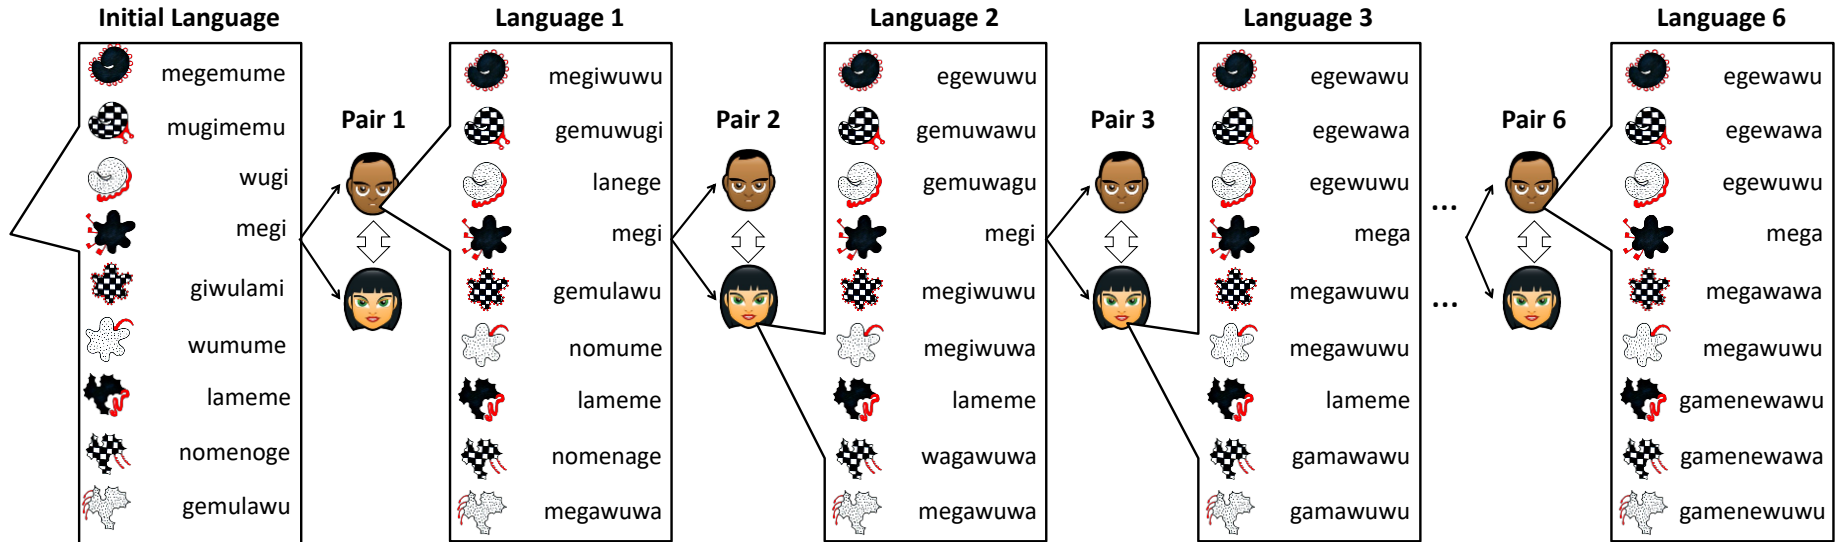 Initial Language
megemume
mugimemu
wugi
megi
giwulami
wumume
lameme
nomenoge
gemulawu
Pair 1
Language 1
megiwuwu
gemuwugi
lanege
megi
gemulawu
nomume
lameme
nomenage
megawuwa
Pair 2
Language 2
egewuwu
gemuwawu
gemuwagu
megi
megiwuwu
megiwuwa
lameme
wagawuwa
megawuwa
Pair 3
Language 3
egewawu
egewawa
egewuwu
mega
megawuwu
megawuwu
lameme
gamawawu
gamawuwu
...
...
Pair 6
Language 6
egewawu
egewawa
egewuwu
mega
megawawa
megawuwu
gamenewawu
gamenewawa
gamenewuwu